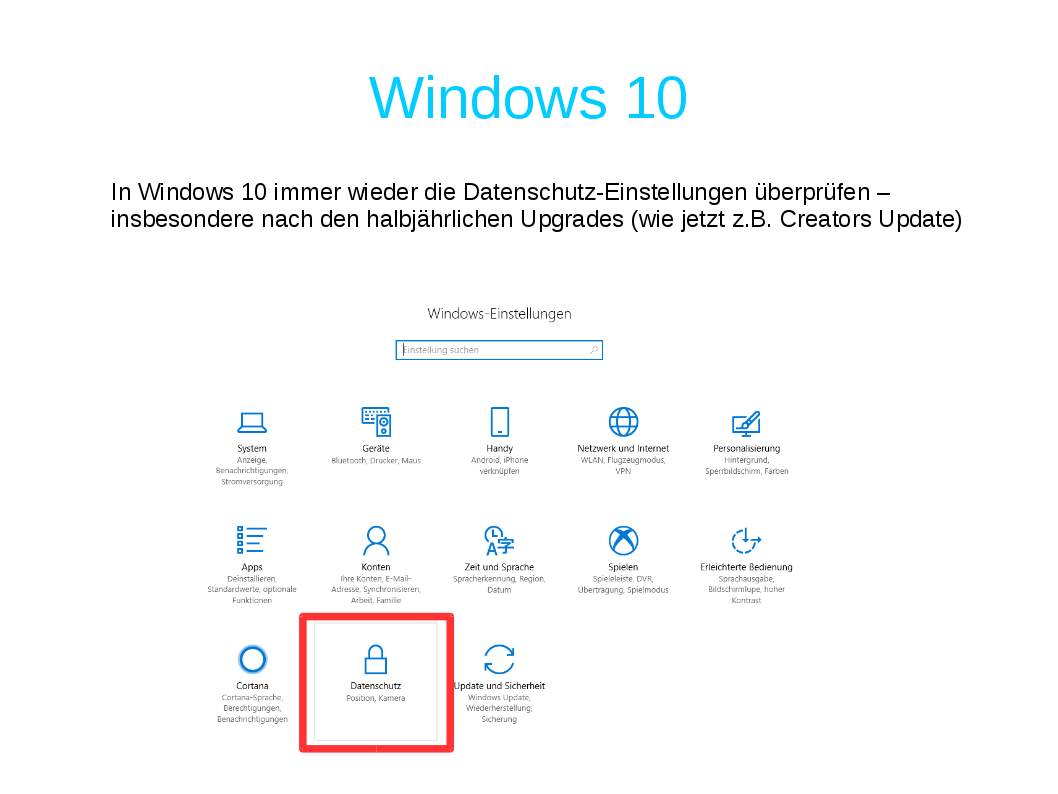 Windows 10
In Windows 10 immer wieder die Datenschutz-Einstellungen überprüfen –
insbesondere nach den halbjährlichen Upgrades (wie jetzt z.B. Creators Update)
Windows-Einstellungen
Einstellung suchen
System
Anzeige,
Benachrichtigungen,
Stromversorgung
Geräte
Bluetooth, Drucker, Maus
Handy
Android, iPhone
verknüpfen
Netzwerk und Internet
WLAN, Flugzeugmodus,
VPN
Personalisierung
Hintergrund,
Sperrbildschirm, Farben
Apps
Deinstallieren,
Standardwerte, optionale
Funktionen
Konten
Ihre Konten, E-Mail-
Adresse, Synchronisieren,
Arbeit, Familie
Zeit und Sprache
Spracherkennung, Region,
Datum
Spielen
Spieleleiste, DVR,
Übertragung, Spielmodus
Erleichterte Bedienung
Sprachausgabe,
Bildschirmlupe, hoher
Kontrast
Cortana
Cortana-Sprache,
Berechtigungen,
Benachrichtigungen
Datenschutz
Position, Kamera
Update und Sicherheit
Windows Update,
Wiederherstellung,
Sicherung